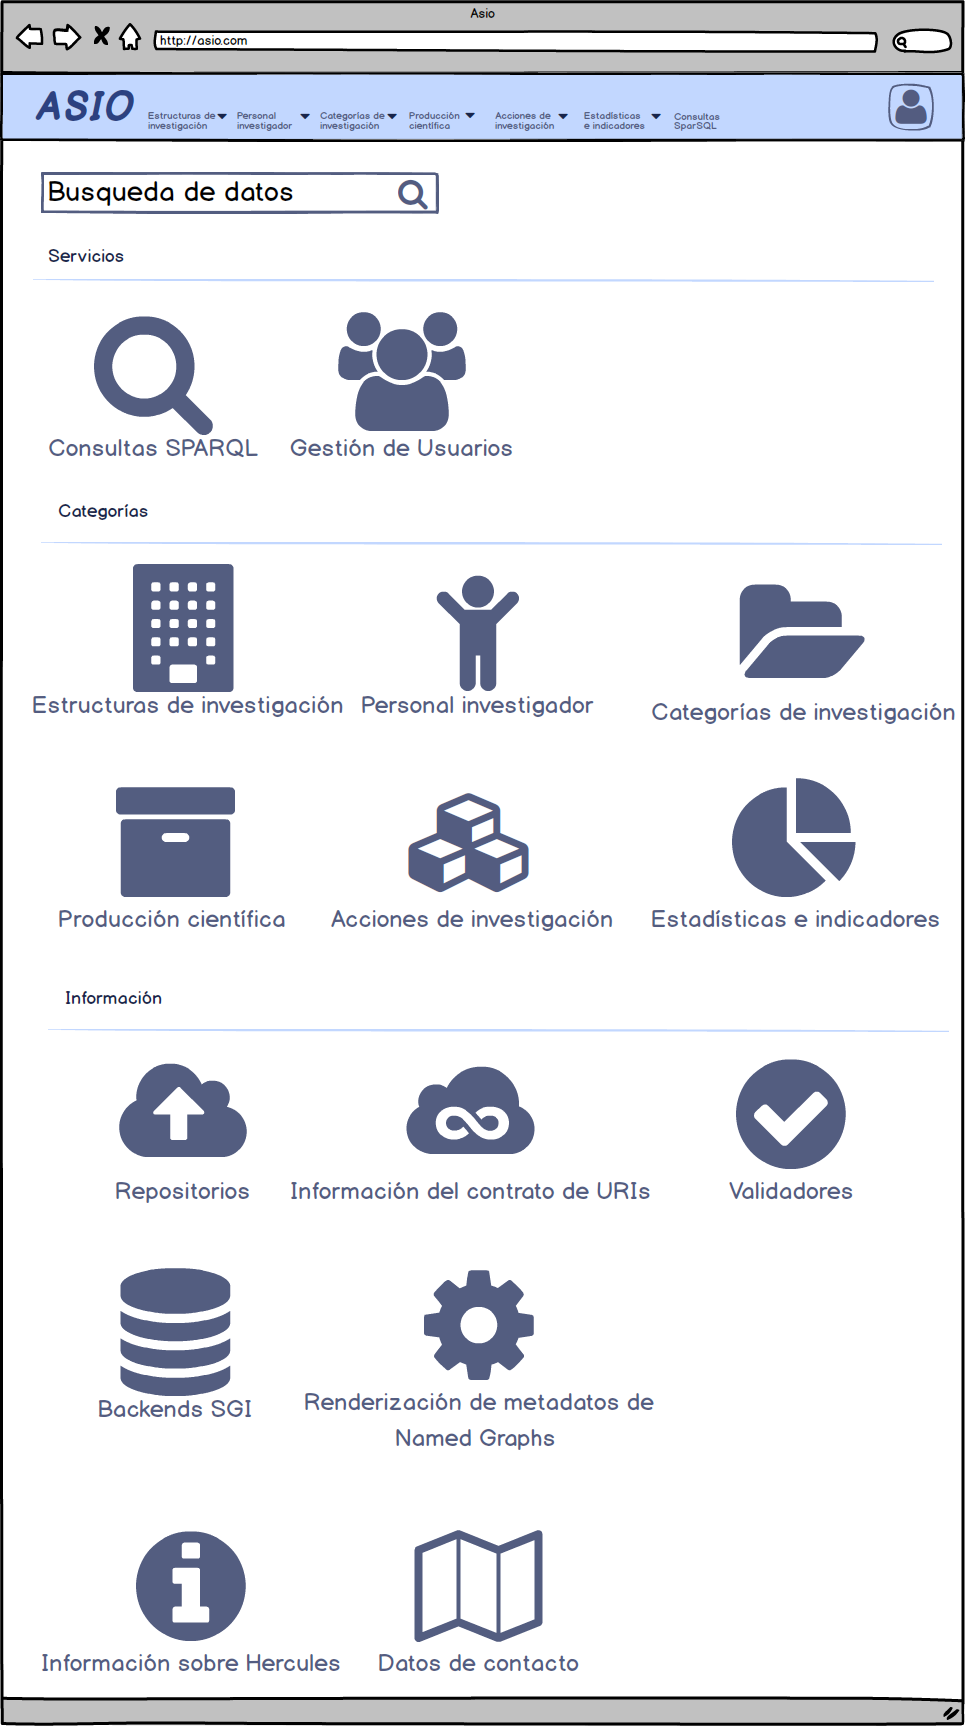 Asio
http://asio.com
ASIO
Estructuras de investigación
Personal investigador
Categorías de investigación
Producción científica
Acciones de investigación
Estadísticas e indicadores
Consultas SparSQL
Busqueda de datos
Servicios
Consultas SPARQL
Gestión de Usuarios
Categorías
Estructuras de investigación
Personal investigador
Categorías de investigación
Producción científica
Acciones de investigación
Estadísticas e indicadores
Información
Repositorios
Información del contrato de URIs
Validadores
Backends SGI
Renderización de metadatos de
Named Graphs
Información sobre Hercules
Datos de contacto